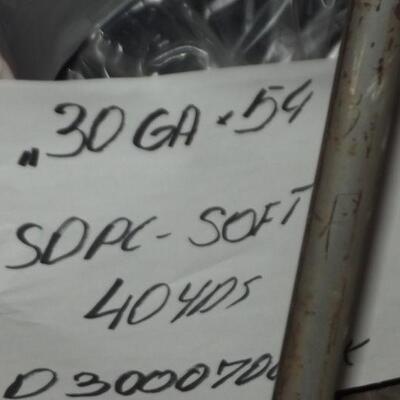 .30 GA x 54
SDPC- SOFT
40 YDS